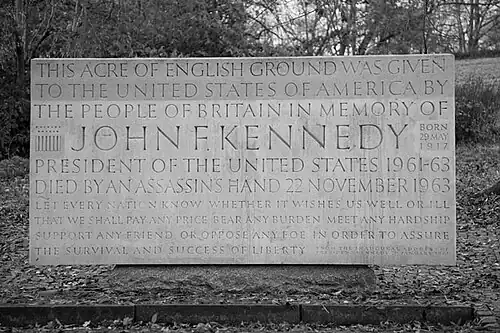 THIS ACRE OF ENGLISH GROUND WAS GIVEN
TO THE UNITED STATES OF AMERICA BY
THE PEOPLE OF BRITAIN IN MEMORY OF
JOHN F. KENNEDY
BORN
29 MAY
1917
PRESIDENT OF THE UNITED STATES 1961-63
DIED BY AN ASSASSIN'S HAND 22 NOVEMBER 1963
LET EVERY NATION KNOW WHETHER IT WISHES US WELL OR ILL
THAT WE SHALL PAY ANY PRICE BEAR ANY BURDEN MEET ANY HARDSHIP
SUPPORT ANY FRIEND OR OPPOSE ANY FOE IN ORDER TO ASSURE
THE SURVIVAL AND SUCCESS OF LIBERTY